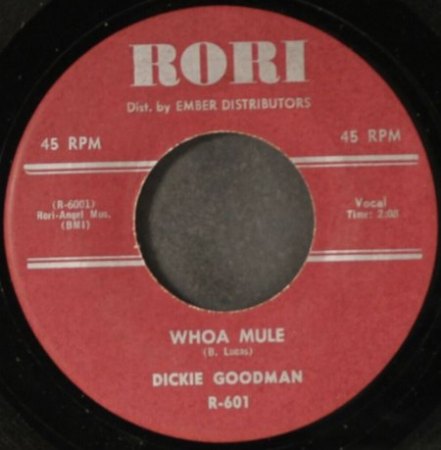 RORI
Dist. by EMBER DISTRIBUTORS
45 RPM
45 RPM
(R-6001)
Rori-Angel Mus.
(BMI)
Vocal
Time: 2:00
WHOA MULE
(B. Lucas)
DICKIE GOODMAN
R-601